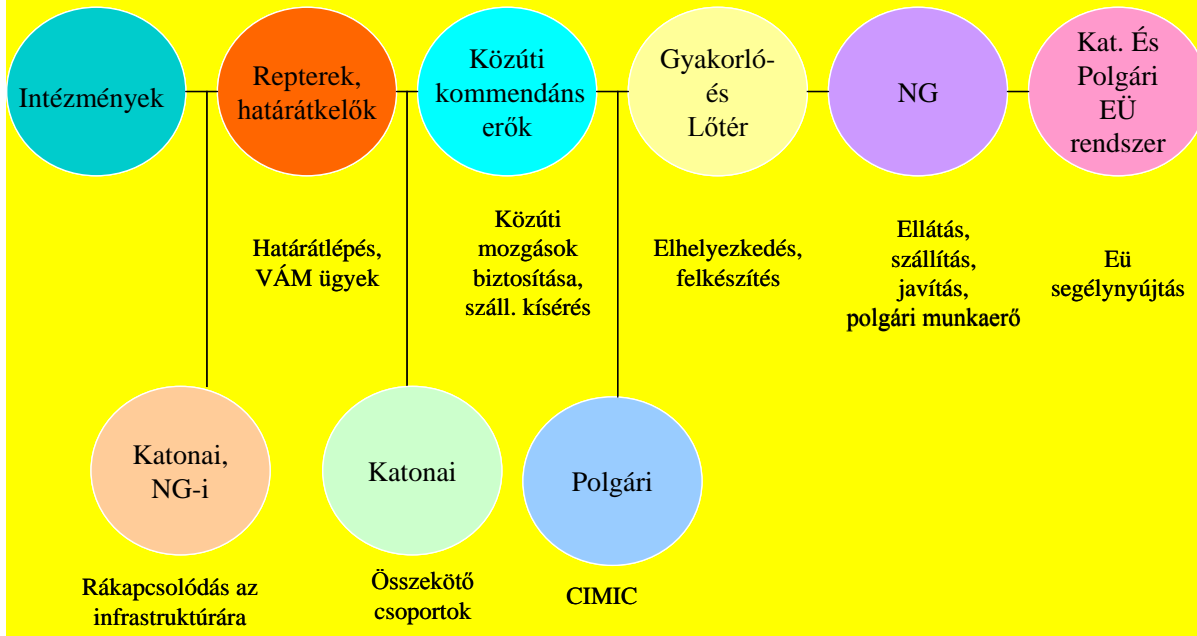 Intézmények
Repterek,
határátkelők
Közúti
kommendáns
erők
Gyakorló-
és
Lőtér
NG
Kat. És
Polgári
EÜ
rendszer
Határátlépés,
VÁM ügyek
Közúti
mozgások
biztosítása,
száll. kísérés
Elhelyezkedés,
felkészítés
Ellátás,
szállítás,
javítás,
polgári munkaerő
Eü
segélynyújtás
Katonai,
NG-i
Katonai
Polgári
Rákapcsolódás az
infrastruktúrára
Összekötő
csoportok
CIMIC